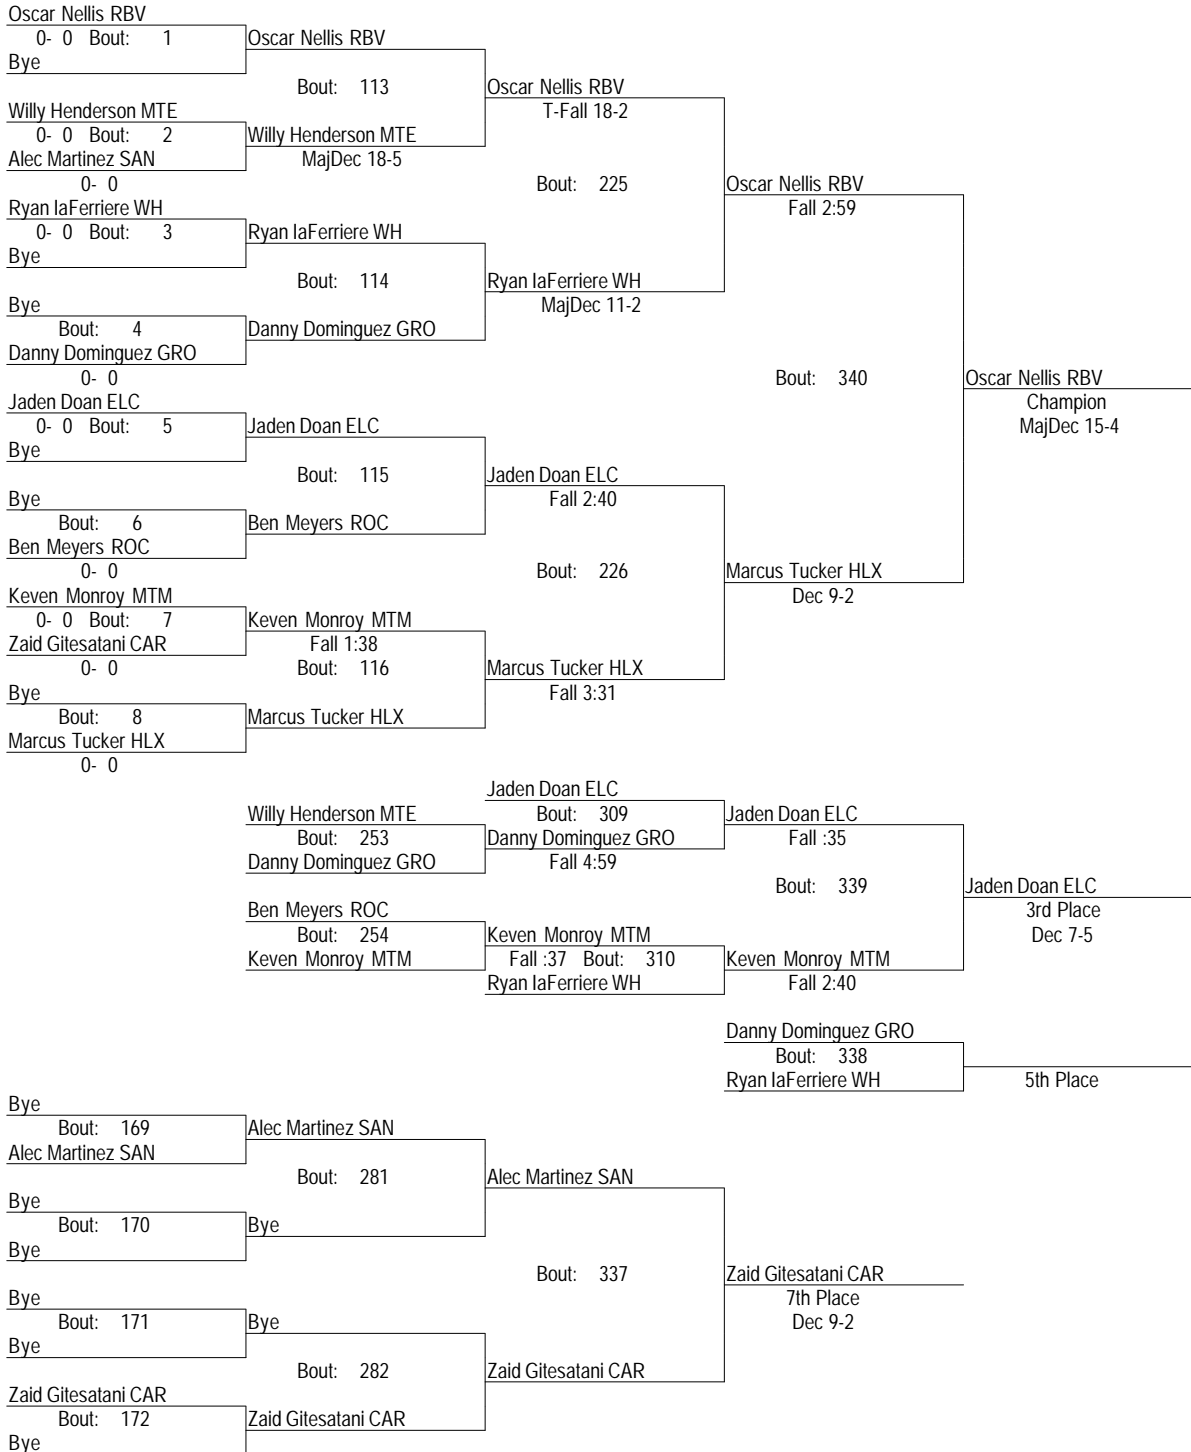 Oscar Nellis RBV
0- 0 Bout: 1 Oscar Nellis RBV
Bye
Bout: 113 Oscar Nellis RBV
Willy Henderson MTE T-Fall 18-2
0- 0 Bout: 2 Willy Henderson MTE
Alec Martinez SAN MajDec 18-5
0- 0 Bout: 225 Oscar Nellis RBV
Ryan laFerriere WH Fall 2:59
0- 0 Bout: 3 Ryan laFerriere WH
Bye
Bout: 114 Ryan laFerriere WH
Bye MajDec 11-2
Bout: 4 Danny Dominguez GRO
Danny Dominguez GRO
0- 0 Bout: 340 Oscar Nellis RBV
Jaden Doan ELC Champion
0- 0 Bout: 5 Jaden Doan ELC MajDec 15-4
Bye
Bout: 115 Jaden Doan ELC
Bye Fall 2:40
Bout: 6 Ben Meyers ROC
Ben Meyers ROC
0- 0 Bout: 226 Marcus Tucker HLX
Keven Monroy MTM Dec 9-2
0- 0 Bout: 7 Keven Monroy MTM
Zaid Gitesatani CAR Fall 1:38
0- 0 Bout: 116 Marcus Tucker HLX
Bye Fall 3:31
Bout: 8 Marcus Tucker HLX
Marcus Tucker HLX
0- 0
Jaden Doan ELC
Willy Henderson MTE Bout: 309 Jaden Doan ELC
Bout: 253 Danny Dominguez GRO Fall :35
Danny Dominguez GRO Fall 4:59
Bout: 339 Jaden Doan ELC
Ben Meyers ROC 3rd Place
Bout: 254 Keven Monroy MTM Dec 7-5
Keven Monroy MTM Fall :37 Bout: 310 Keven Monroy MTM
Ryan laFerriere WH Fall 2:40
Danny Dominguez GRO
Bout: 338
Ryan laFerriere WH 5th Place
Bye
Bout: 169 Alec Martinez SAN
Alec Martinez SAN
Bout: 281 Alec Martinez SAN
Bye
Bout: 170 Bye
Bye
Bout: 337 Zaid Gitesatani CAR
Bye 7th Place
Bout: 171 Bye Dec 9-2
Bye
Bout: 282 Zaid Gitesatani CAR
Zaid Gitesatani CAR
Bout: 172 Zaid Gitesatani CAR
Bye